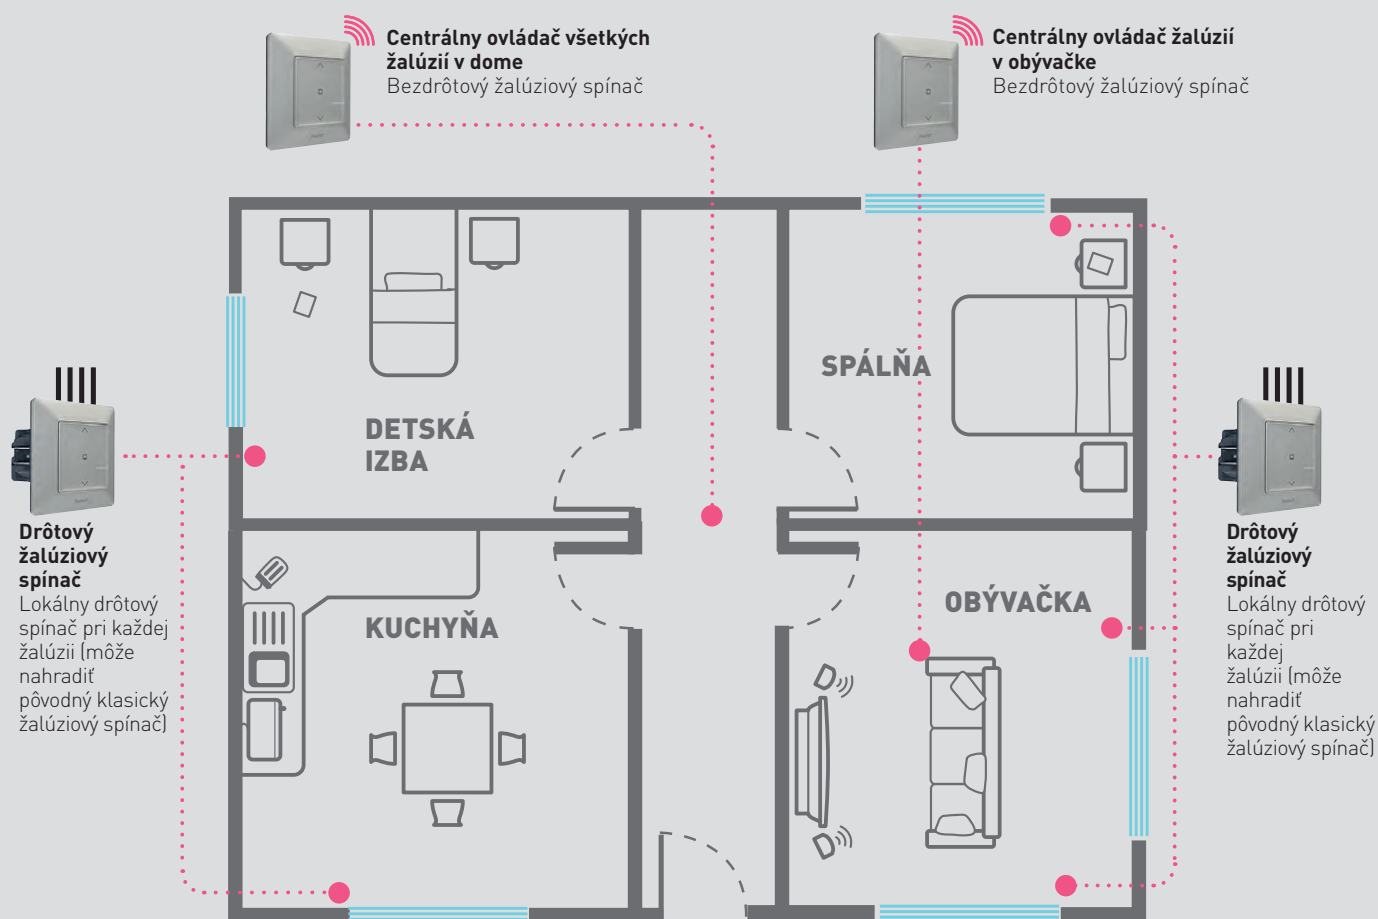 Centrálny ovládač všetkých
žalúzií v dome
Bezdrôtový žalúziový spínač
Centrálny ovládač žalúzií
v obývačke
Bezdrôtový žalúziový spínač
SPÁLŇA
DETSKÁ
IZBA
KUCHYŇA
OBÝVAČKA
Drôtový
žalúziový
spínač
Lokálny drôtový
spínač pri každej
žalúzii (môže
nahradiť
pôvodný klasický
žalúziový spínač)
Drôtový
žalúziový
spínač
Lokálny drôtový
spínač pri
každej
žalúzii (môže
nahradiť
pôvodný klasický
žalúziový spínač)